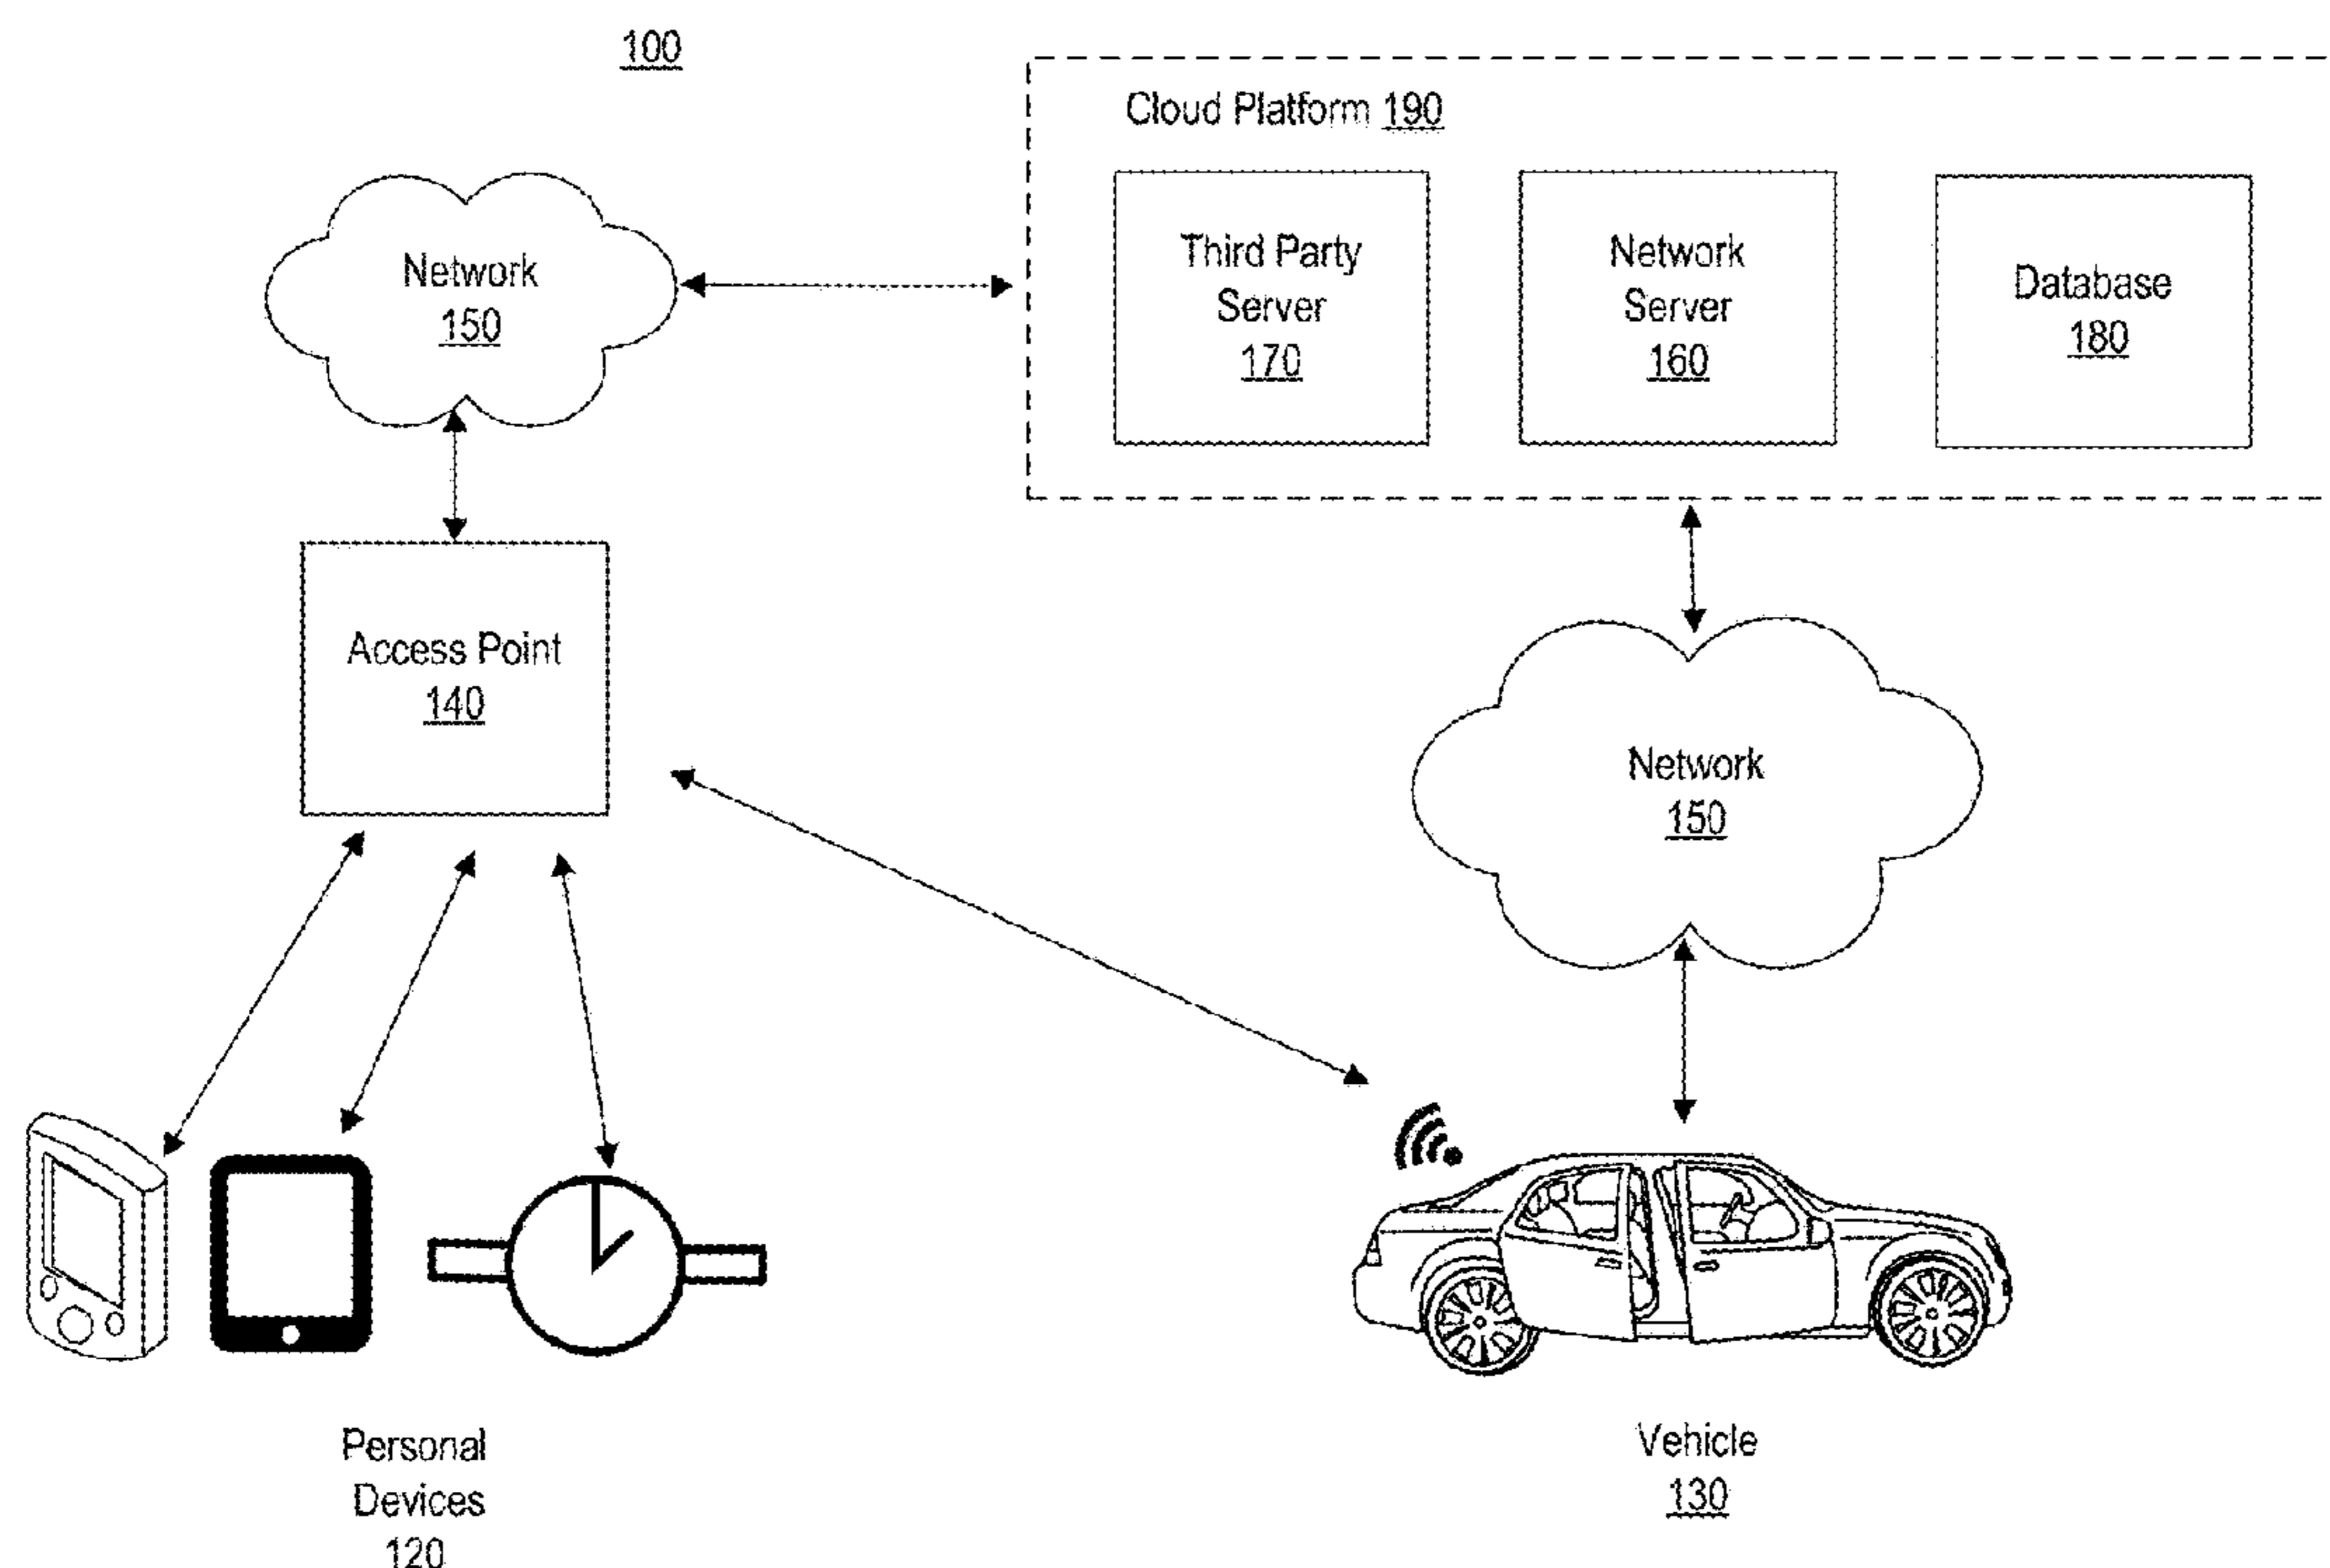 100
Cloud Platform 190
Network
150
Third Party
Server
170
Network
Server
160
Database
180
Access Point
140
Network
150
Personal
Devices
120
Vehicle
130